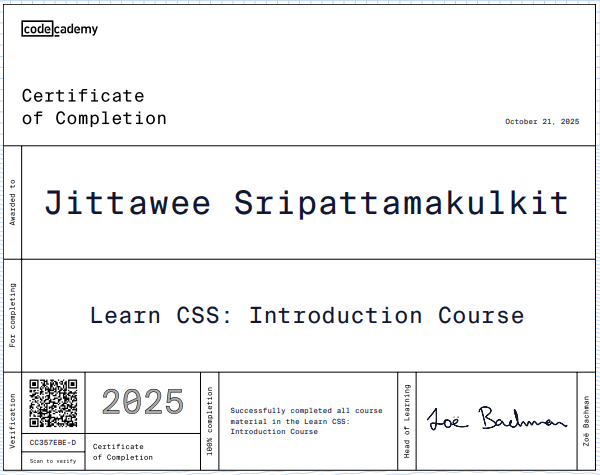 codecademy
Certificate
of Completion
October 21, 2025
Awarded to
Jittawee Sripattamakulkit
For completing
Learn CSS: Introduction Course
Verification
CC357EBE-D
Scan to verify
2025
Certificate
of Completion
100% completion
Successfully completed all course
material in the Learn CSS:
Introduction Course
Head of Learning
Zoë Bachman
Zoë Bachman